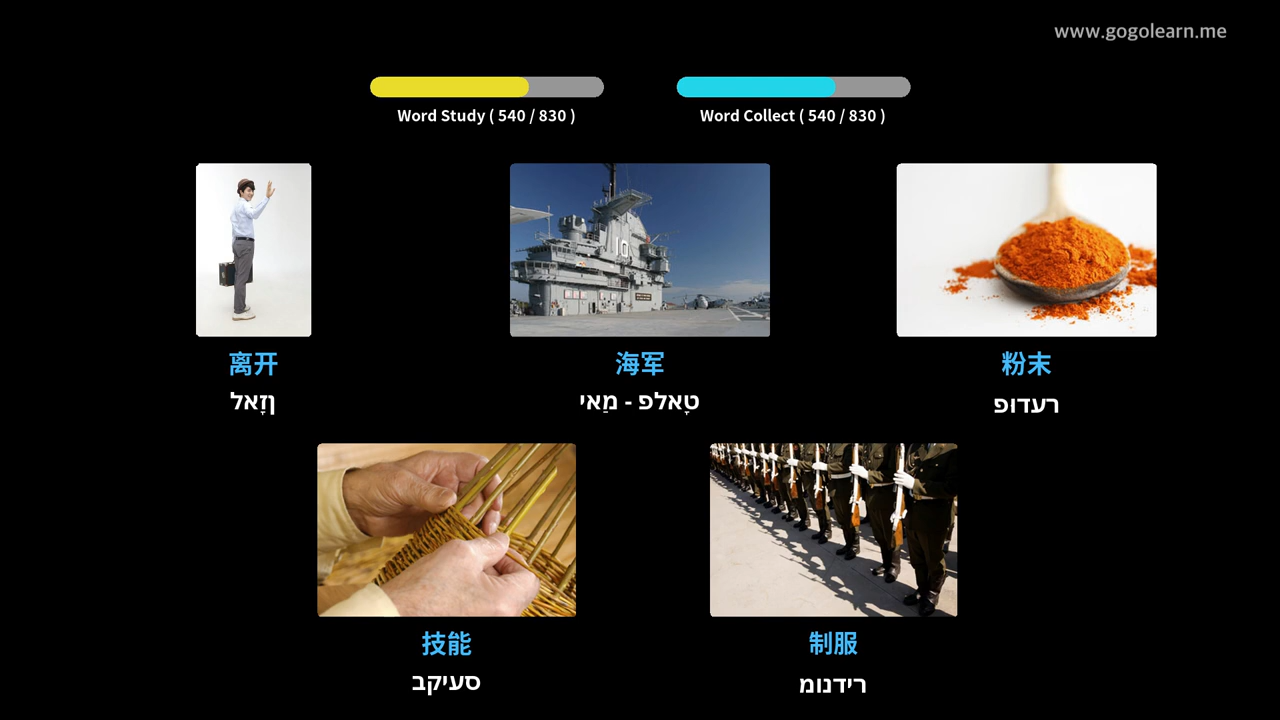 www.gogolearn.me
Word Study ( 540 / 830 )
Word Collect ( 540 / 830 )
离开
ןזָאל
海军
טָאלפ - מַאי
粉末
רעדופ
技能
סעיקב
制服
רידנומ